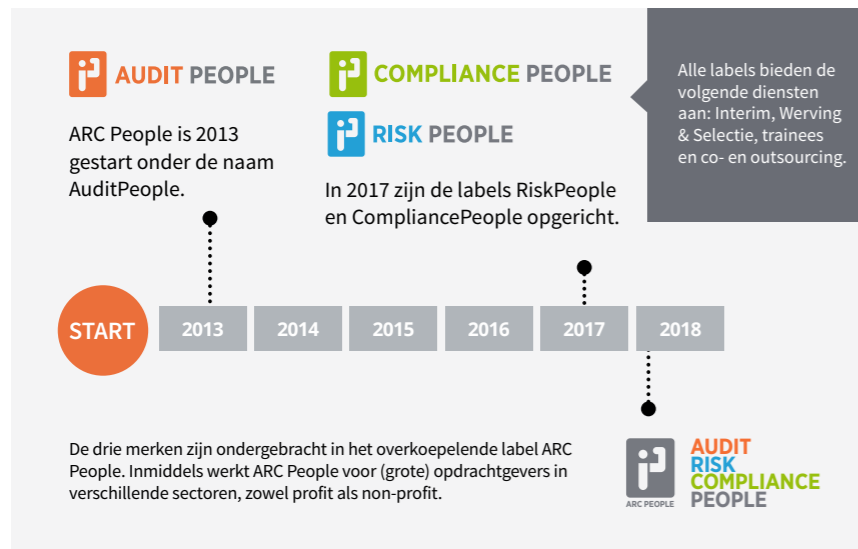 AUDIT PEOPLE
ARC People is 2013
gestart onder de naam
AuditPeople.
COMPLIANCE PEOPLE
RISK PEOPLE
In 2017 zijn de labels RiskPeople
en CompliancePeople opgericht.
Alle labels bieden de
volgende diensten
aan: Interim, Werving
& Selectie, trainees
en co- en outsourcing.
START
2013
2014
2015
2016
2017
2018
De drie merken zijn ondergebracht in het overkoepelende label ARC
People. Inmiddels werkt ARC People voor (grote) opdrachtgevers in
verschillende sectoren, zowel profit als non-profit.
ARC PEOPLE
AUDIT
RISK
COMPLIANCE
PEOPLE